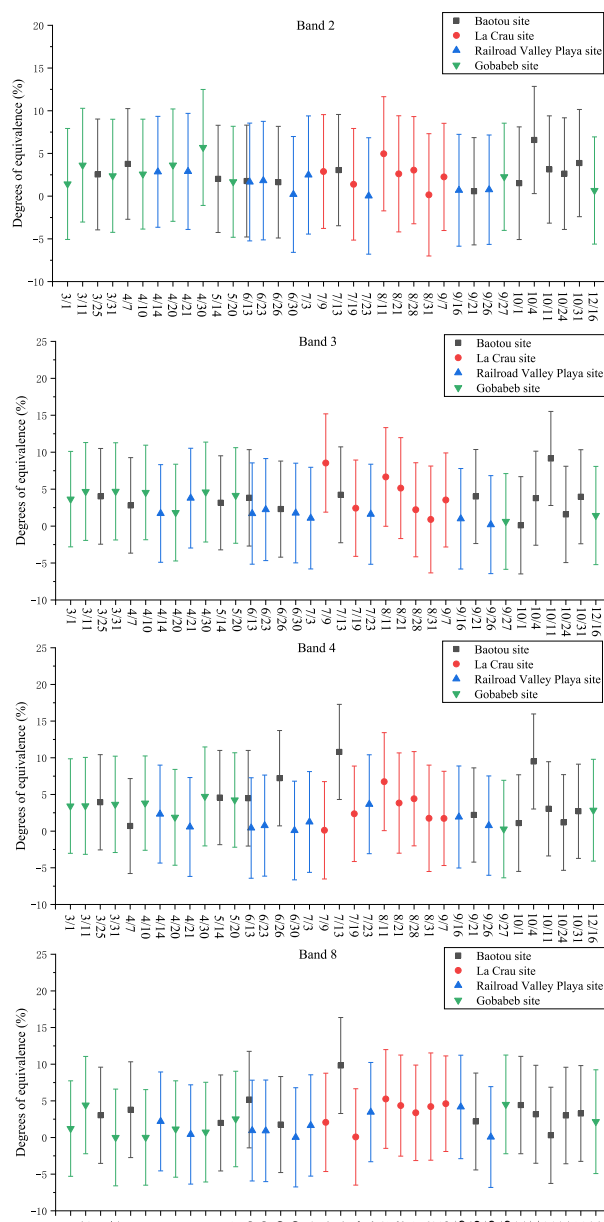 Band 2
Baotou site
La Crau site
Railroad Valley Playa site
Gobabeb site
Degrees of equivalence (%)
20
15
10
5
0
−5
−10
3/1 3/11 3/25 3/31 4/7 4/10 4/14 4/20 4/21 4/30 5/14 5/20 6/13 6/23 6/26 6/30 7/3 7/9 7/13 7/19 7/23 8/11 8/21 8/28 8/31 9/7 9/16 9/21 9/26 9/27 10/1 10/4 10/11 10/24 10/31 12/16
Band 3
Baotou site
La Crau site
Railroad Valley Playa site
Gobabeb site
Degrees of equivalence (%)
25
20
15
10
5
0
−5
−10
3/1 3/11 3/25 3/31 4/7 4/10 4/14 4/20 4/21 4/30 5/14 5/20 6/13 6/23 6/26 6/30 7/3 7/9 7/13 7/19 7/23 8/11 8/21 8/28 8/31 9/7 9/16 9/21 9/26 9/27 10/1 10/4 10/11 10/24 10/31 12/16
Band 4
Baotou site
La Crau site
Railroad Valley Playa site
Gobabeb site
Degrees of equivalence (%)
25
20
15
10
5
0
−5
−10
3/1 3/11 3/25 3/31 4/7 4/10 4/14 4/20 4/21 4/30 5/14 5/20 6/13 6/23 6/26 6/30 7/3 7/9 7/13 7/19 7/23 8/11 8/21 8/28 8/31 9/7 9/16 9/21 9/26 9/27 10/1 10/4 10/11 10/24 10/31 12/16
Band 8
Baotou site
La Crau site
Railroad Valley Playa site
Gobabeb site
Degrees of equivalence (%)
25
20
15
10
5
0
−5
−10